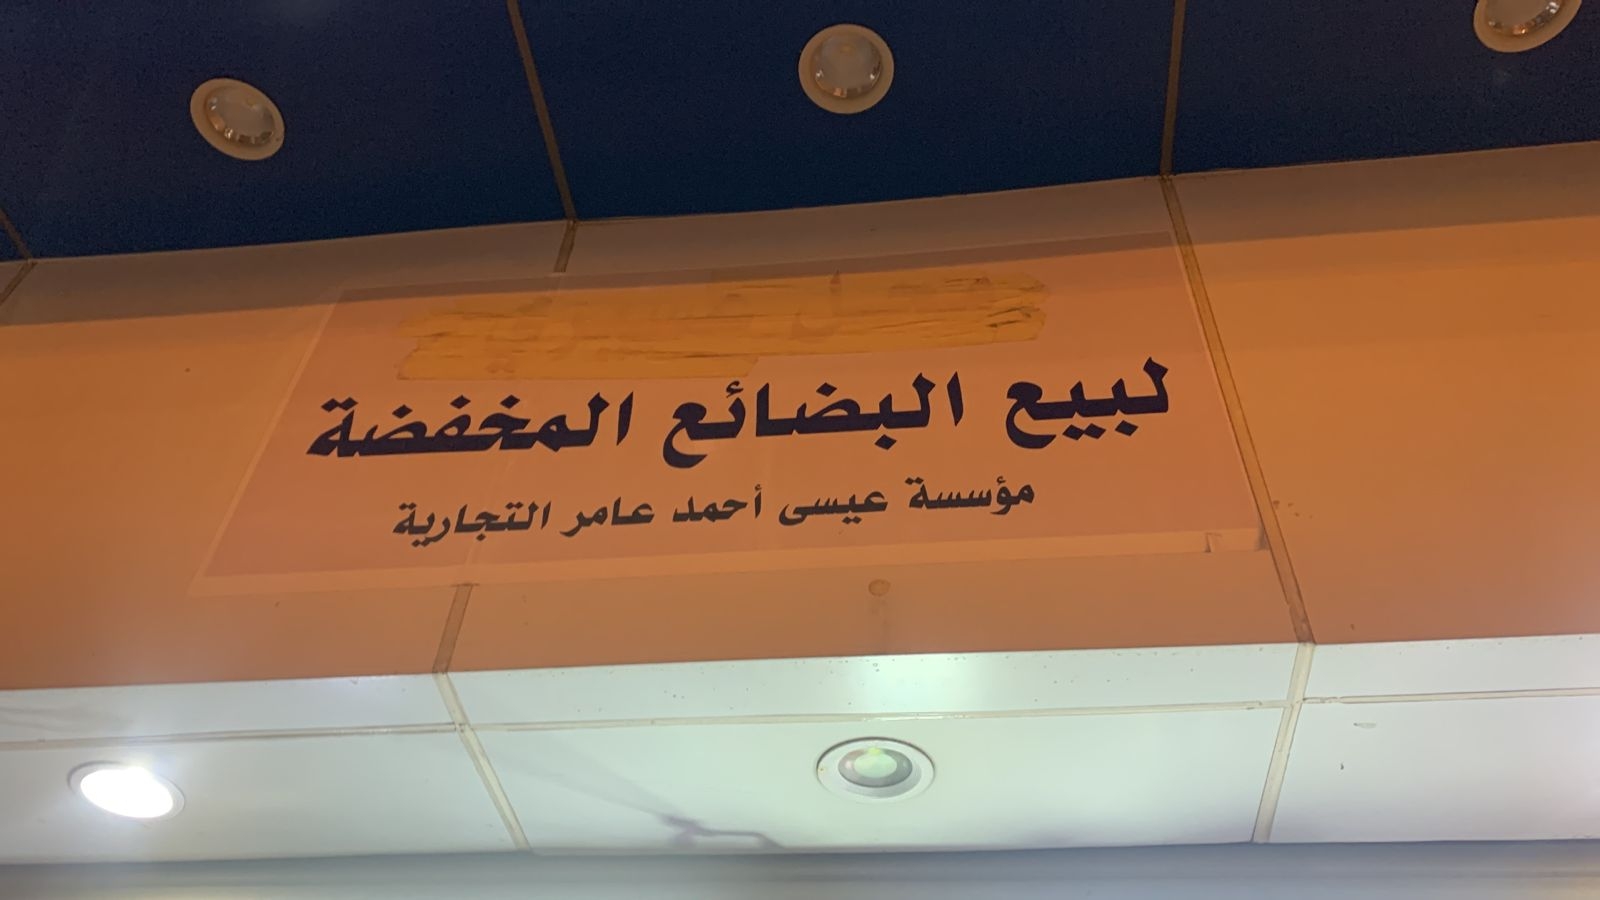 لبيع البضائع المخفضة
مؤسسة عيسى أحمد عامر التجارية